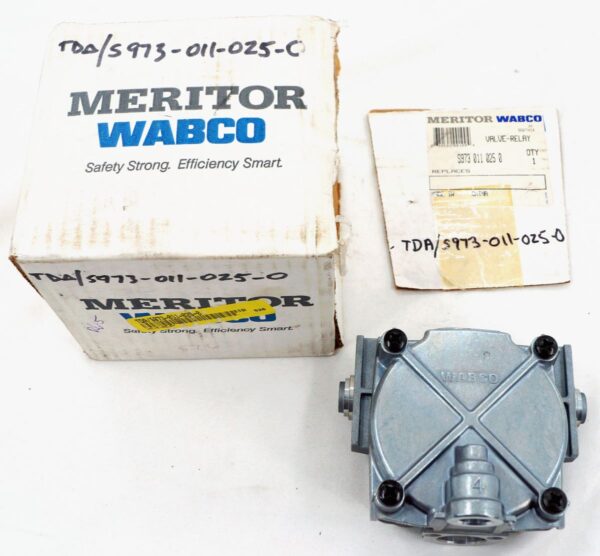 TDA/S973-011-025-0
MERITOR
WABCO
Safety Strong. Efficiency Smart.
TDA/S973-011-025-0
MERITOR
WABCO
Safety Strong. Efficiency Smart.
MERITOR WABCO
VALVE-RELAY
S973 011 025 0
QTY
1
REPLACES
CHINA
TDA/S973-011-025-0
WABCO
4